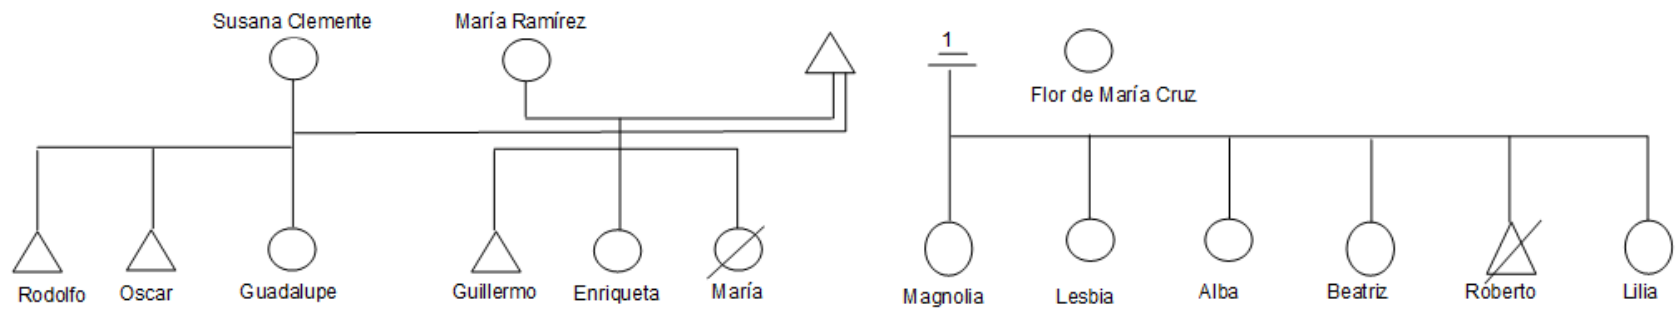 Susana Clemente
María Ramírez
1
Flor de María Cruz
Rodolfo
Oscar
Guadalupe
Guillermo
Enriqueta
María
Magnolia
Lesbia
Alba
Beatriz
Roberto
Lilia